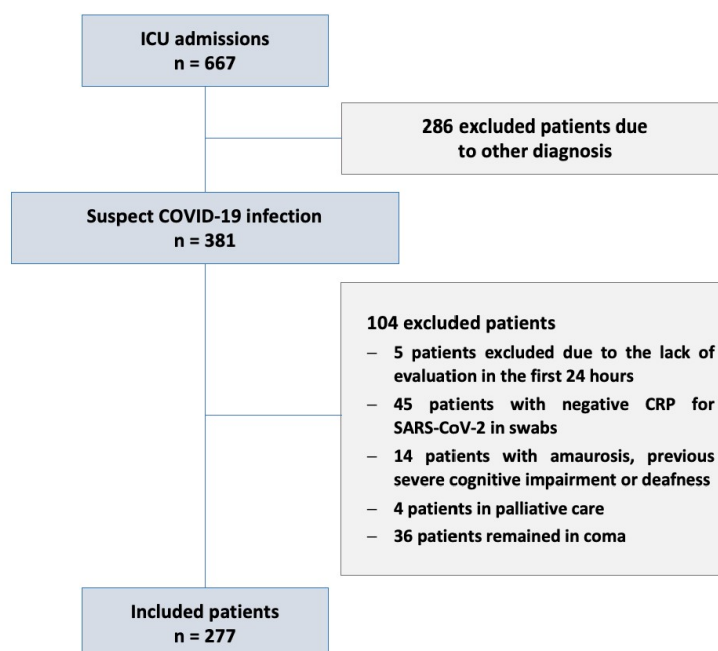 ICU admissions
n = 667
286 excluded patients due
to other diagnosis
Suspect COVID-19 infection
n = 381
104 excluded patients
– 5 patients excluded due to the lack of
evaluation in the first 24 hours
– 45 patients with negative CRP for
SARS-CoV-2 in swabs
– 14 patients with amaurosis, previous
severe cognitive impairment or deafness
– 4 patients in palliative care
– 36 patients remained in coma
Included patients
n = 277